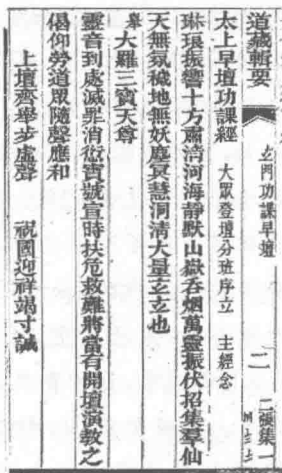 道藏輯要
玄門功課早壇
二
張集一
太上早壇功課經　大眾登壇分班序立　主經念
琳琅振響十方肅清河海靜默山嶽吞烟萬靈振伏招集羣仙
天無氛穢地無妖塵冥慧洞清大量玄玄也
舉大羅三寶天尊
靈音到處滅罪消愆寶號宣時扶危救難將當有開壇演教之
偈仰勞道眾隨聲應和
上壇齊舉步虛聲　祝國迎祥竭寸誠